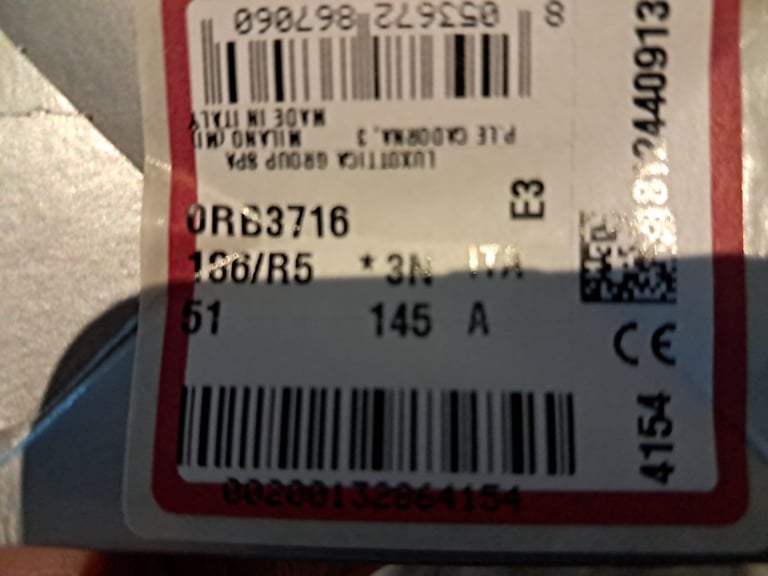 8 053672 867060
LUXOTTICA GROUP SPA
P.LE CADORNA, 3 MILANO (MI)
MADE IN ITALY
0RB3716
E3
186/R5 * 3N ITA
51 145 A
CE
4154
00200132864154